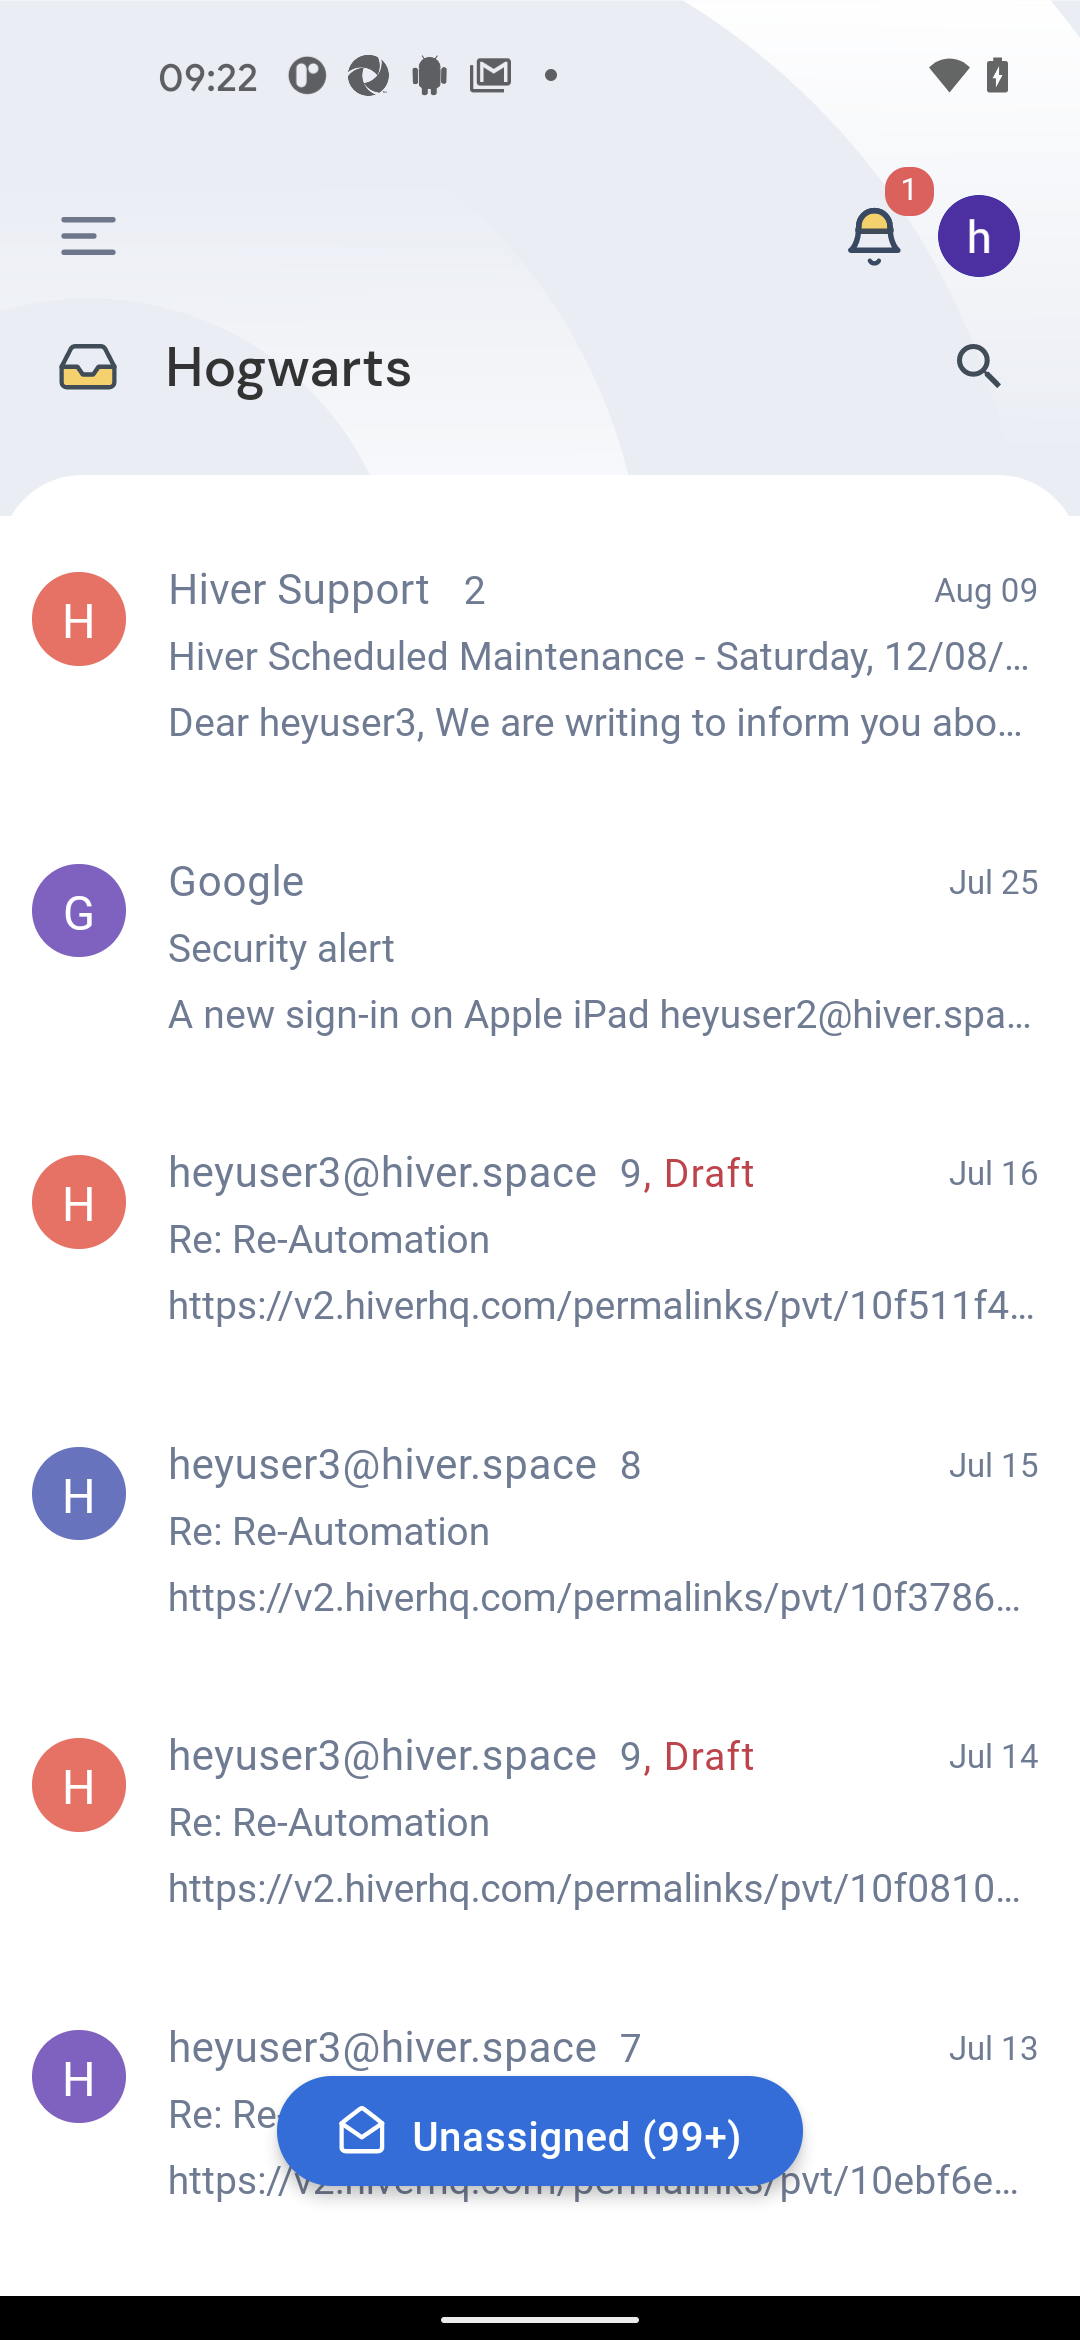 09:22
1
h
Hogwarts
H
Hiver Support 2
Aug 09
Hiver Scheduled Maintenance - Saturday, 12/08/...
Dear heyuser3, We are writing to inform you abo...
G
Google
Jul 25
Security alert
A new sign-in on Apple iPad heyuser2@hiver.spa...
H
heyuser3@hiver.space 9, Draft
Jul 16
Re: Re-Automation
https://v2.hiverhq.com/permalinks/pvt/10f511f4...
H
heyuser3@hiver.space 8
Jul 15
Re: Re-Automation
https://v2.hiverhq.com/permalinks/pvt/10f3786...
H
heyuser3@hiver.space 9, Draft
Jul 14
Re: Re-Automation
https://v2.hiverhq.com/permalinks/pvt/10f0810...
H
heyuser3@hiver.space 7
Jul 13
Re: Re-
Unassigned (99+)
https://v2.hiverhq.com/permalinks/pvt/10ebf6e...